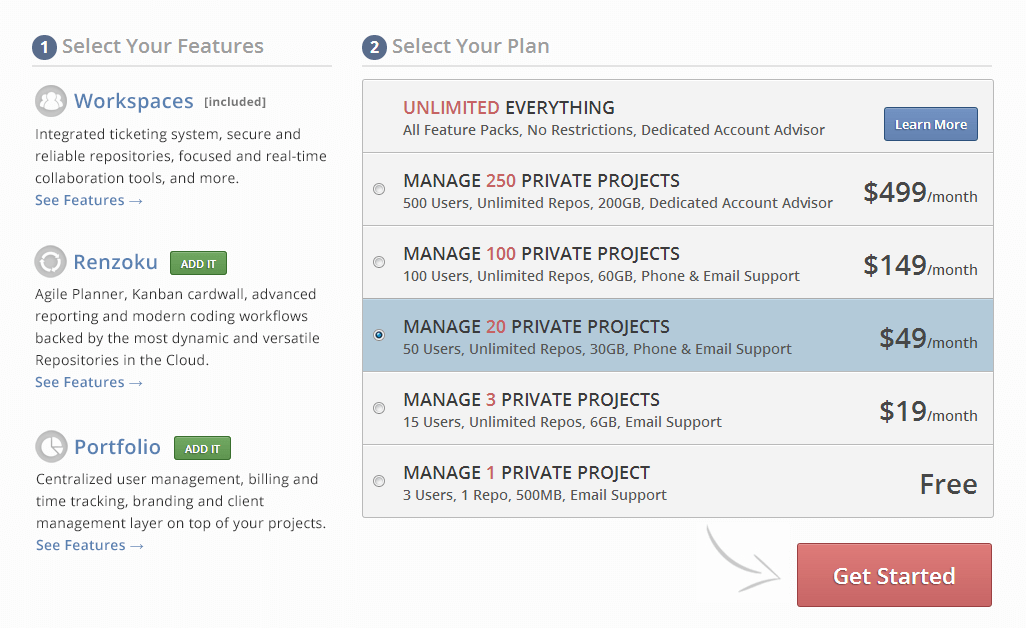 1 Select Your Features
Workspaces [included]
Integrated ticketing system, secure and
reliable repositories, focused and real-time
collaboration tools, and more.
See Features →
Renzoku ADD IT
Agile Planner, Kanban cardwall, advanced
reporting and modern coding workflows
backed by the most dynamic and versatile
Repositories in the Cloud.
See Features →
Portfolio ADD IT
Centralized user management, billing and
time tracking, branding and client
management layer on top of your projects.
See Features →
2 Select Your Plan
UNLIMITED EVERYTHING
All Feature Packs, No Restrictions, Dedicated Account Advisor
Learn More
MANAGE 250 PRIVATE PROJECTS
500 Users, Unlimited Repos, 200GB, Dedicated Account Advisor
$499/month
MANAGE 100 PRIVATE PROJECTS
100 Users, Unlimited Repos, 60GB, Phone & Email Support
$149/month
MANAGE 20 PRIVATE PROJECTS
50 Users, Unlimited Repos, 30GB, Phone & Email Support
$49/month
MANAGE 3 PRIVATE PROJECTS
15 Users, Unlimited Repos, 6GB, Email Support
$19/month
MANAGE 1 PRIVATE PROJECT
3 Users, 1 Repo, 500MB, Email Support
Free
Get Started